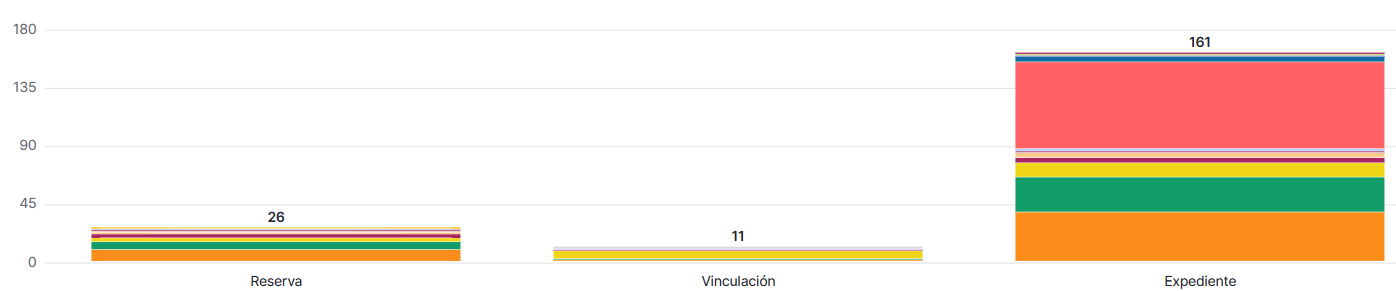 180
161
135
90
45
26
11
0
Reserva
Vinculación
Expediente